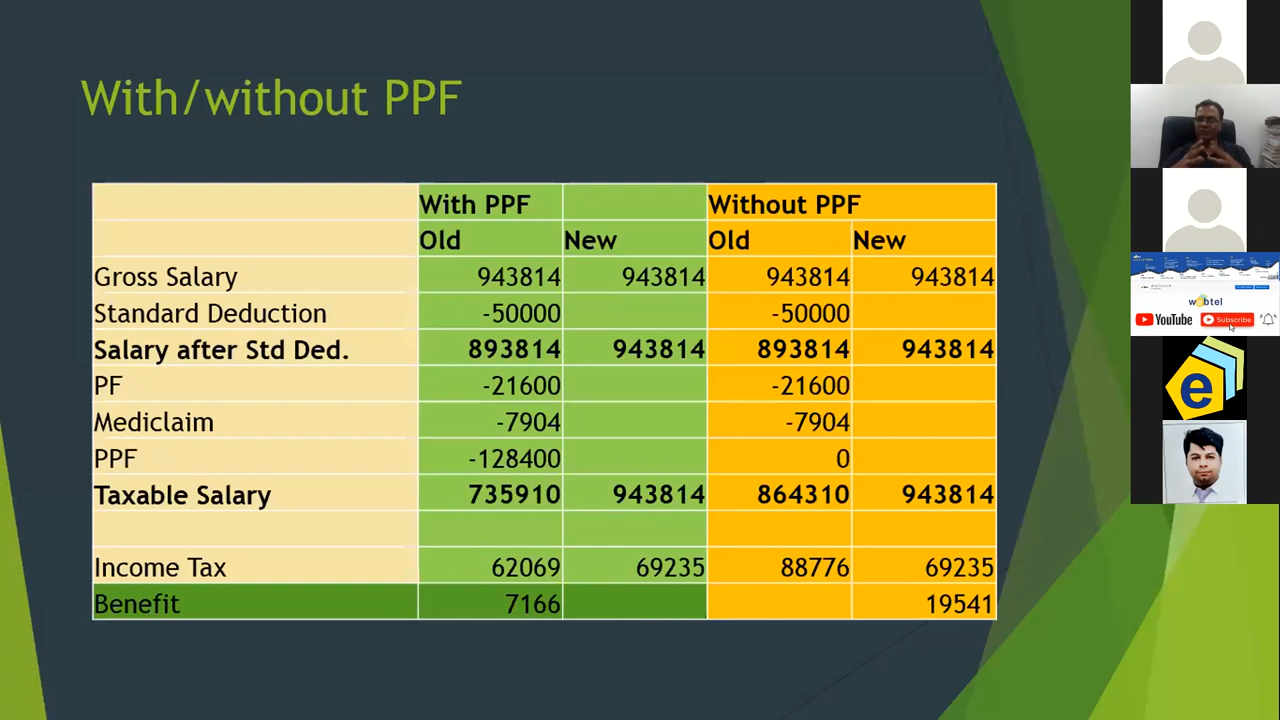 With/without PPF
With PPF Without PPF
Old New Old New
Gross Salary 943814 943814 943814 943814
Standard Deduction -50000 -50000
Salary after Std Ded. 893814 943814 893814 943814
PF -21600 -21600
Mediclaim -7904 -7904
PPF -128400 0
Taxable Salary 735910 943814 864310 943814
Income Tax 62069 69235 88776 69235
Benefit 7166 19541
webtel
YouTube Subscribe
e